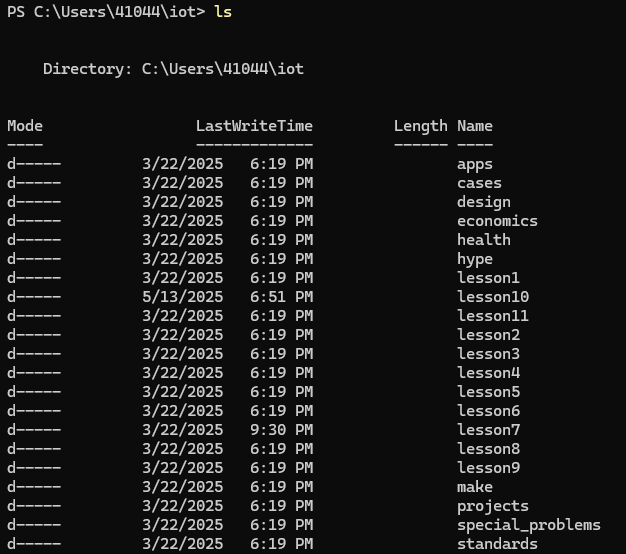 PS C:\Users\41044\iot> ls
Directory: C:\Users\41044\iot
Mode LastWriteTime Length Name
---- ------------- ------ ----
d----- 3/22/2025 6:19 PM apps
d----- 3/22/2025 6:19 PM cases
d----- 3/22/2025 6:19 PM design
d----- 3/22/2025 6:19 PM economics
d----- 3/22/2025 6:19 PM health
d----- 3/22/2025 6:19 PM hype
d----- 3/22/2025 6:19 PM lesson1
d----- 5/13/2025 6:51 PM lesson10
d----- 3/22/2025 6:19 PM lesson11
d----- 3/22/2025 6:19 PM lesson2
d----- 3/22/2025 6:19 PM lesson3
d----- 3/22/2025 6:19 PM lesson4
d----- 3/22/2025 6:19 PM lesson5
d----- 3/22/2025 6:19 PM lesson6
d----- 3/22/2025 9:30 PM lesson7
d----- 3/22/2025 6:19 PM lesson8
d----- 3/22/2025 6:19 PM lesson9
d----- 3/22/2025 6:19 PM make
d----- 3/22/2025 6:19 PM projects
d----- 3/22/2025 6:19 PM special_problems
d----- 3/22/2025 6:19 PM standards